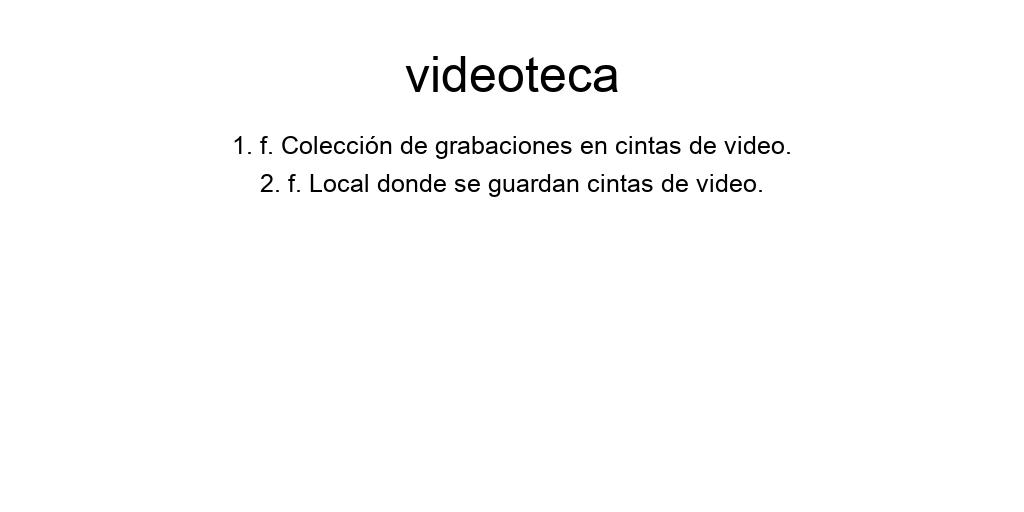 videoteca
1. f. Colección de grabaciones en cintas de video.
2. f. Local donde se guardan cintas de video.